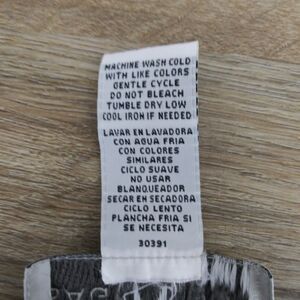 MACHINE WASH COLD
WITH LIKE COLORS
GENTLE CYCLE
DO NOT BLEACH
TUMBLE DRY LOW
COOL IRON IF NEEDED
LAVAR EN LAVADORA
CON AGUA FRIA
CON COLORES
SIMILARES
CICLO SUAVE
NO USAR
BLANQUEADOR
SECAR EN SECADORA
CICLO LENTO
PLANCHA FRIA SI
SE NECESITA
30391